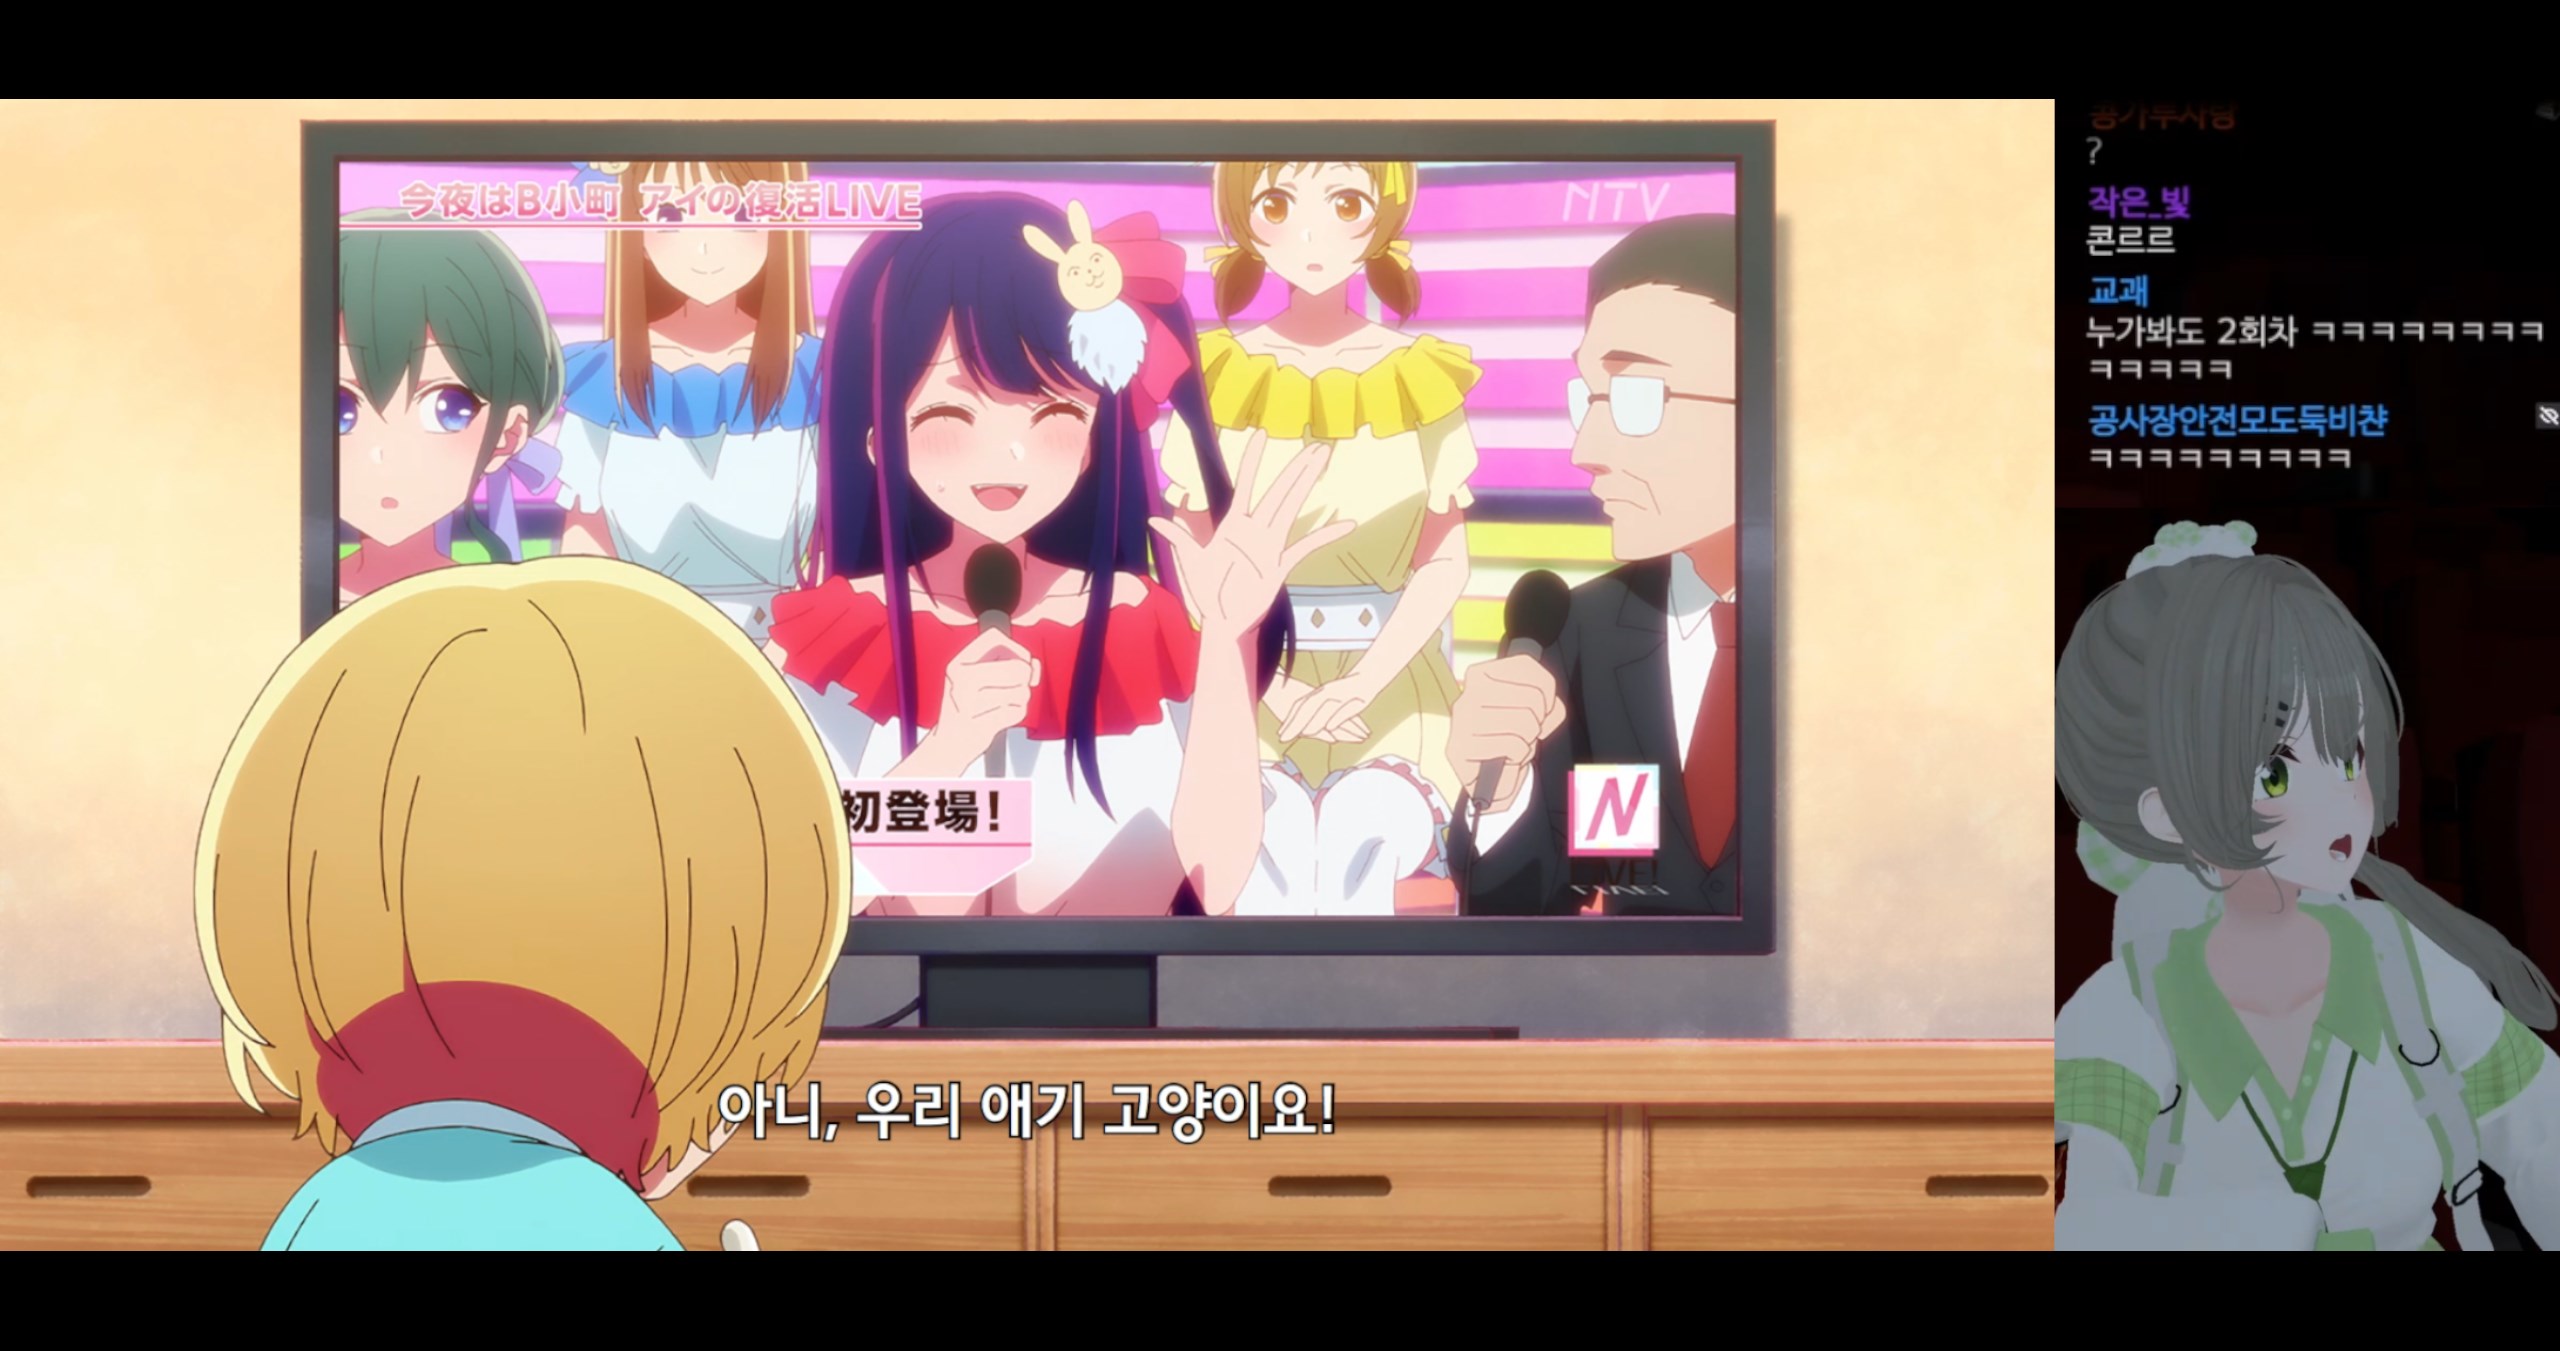 今夜はB小町 アイの復活LIVE
NTV
初登場!
N
아니, 우리 애기 고양이요!
?
作은_빛
콘르르
교괘
누가봐도 2회차 ㅋㅋㅋㅋㅋㅋㅋㅋ
ㅋㅋㅋㅋㅋ
공사장안전모도둑비챤
ㅋㅋㅋㅋㅋㅋㅋㅋㅋ